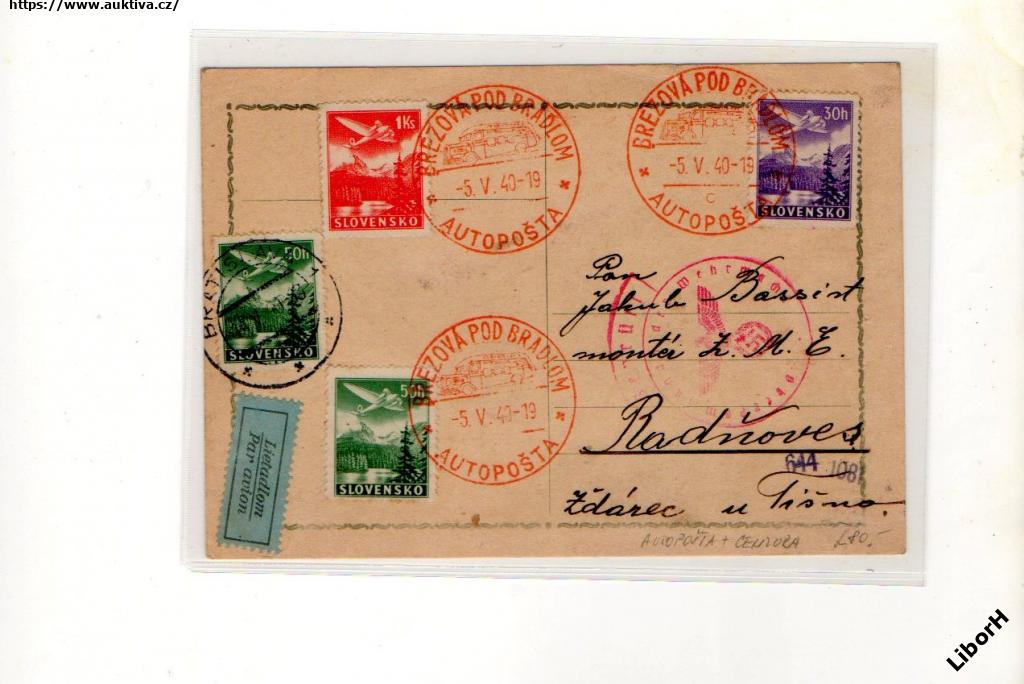 https://www.auktiva.cz/
1Ks
SLOVENSKO
BREZOVÁ POD BRADLOM
-5. V. 40-19
AUTOPOŠTA
BREZOVÁ POD BRADLOM
-5. V. 40-19
C
AUTOPOŠTA
30h
SLOVENSKO
50h
SLOVENSKO
Pan
Jakub Bassist
montér Z. M. E.
Radňoves
644 108
Ždárec u Tišno.
50h
SLOVENSKO
BREZOVÁ POD BRADLOM
-5. V. 40-19
AUTOPOŠTA
Lietadlom
par avion
AUTOPOŠTA + CENZURA
LiborH